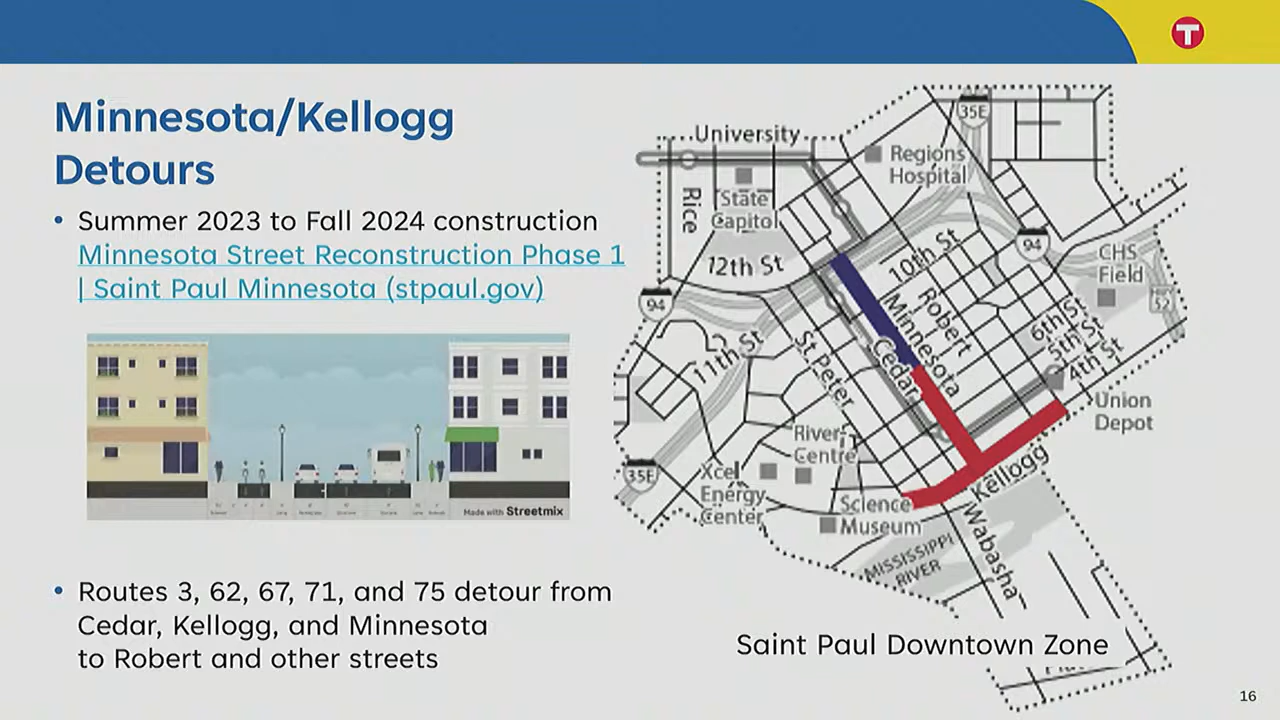 T
Minnesota/Kellogg
Detours
• Summer 2023 to Fall 2024 construction
Minnesota Street Reconstruction Phase 1
| Saint Paul Minnesota (stpaul.gov)
Made with Streetmix
• Routes 3, 62, 67, 71, and 75 detour from
Cedar, Kellogg, and Minnesota
to Robert and other streets
University
35E
Regions
Hospital
Rice
State
Capitol
12th St
10th St
94
CHS
Field
52
94
Robert
Minnesota
Cedar
6th St
5th St
4th St
11th St
St Peter
Union
Depot
River-
Centre
35E
Xcel
Energy
Center
Science
Museum
Kellogg
Wabasha
MISSISSIPPI
RIVER
Saint Paul Downtown Zone
16